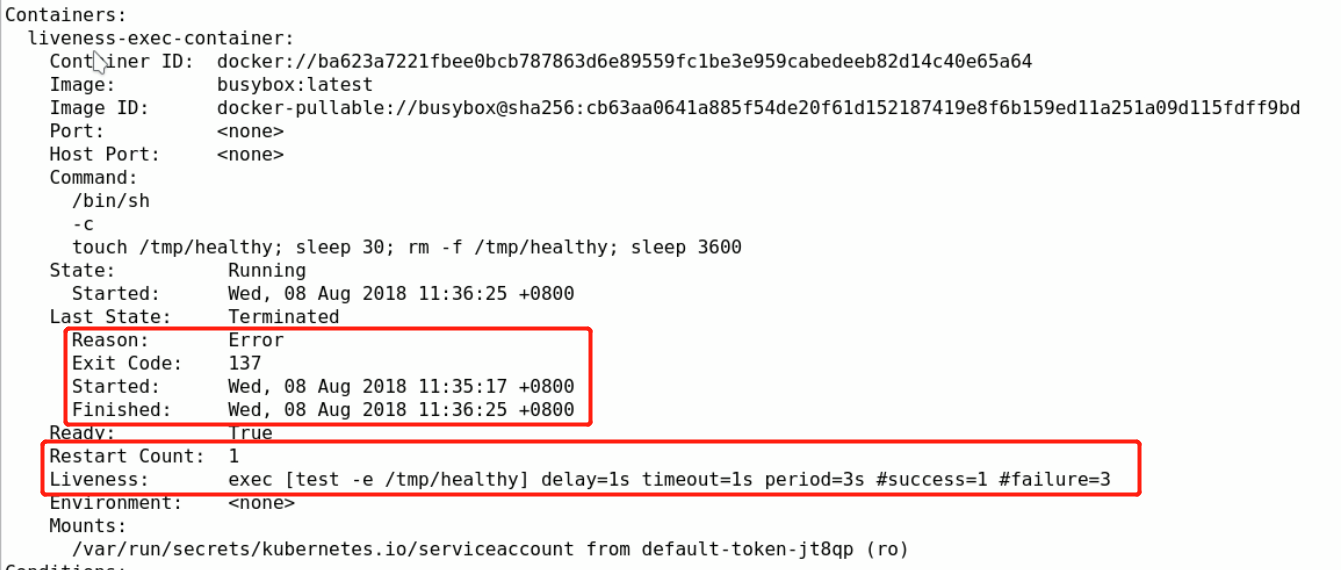 Containers:
liveness-exec-container:
Container ID: docker://ba623a7221fbee0bcb787863d6e89559fc1be3e959cabedeeb82d14c40e65a64
Image: busybox:latest
Image ID: docker-pullable://busybox@sha256:cb63aa0641a885f54de20f61d152187419e8f6b159ed11a251a09d115fdff9bd
Port: <none>
Host Port: <none>
Command:
/bin/sh
-c
touch /tmp/healthy; sleep 30; rm -f /tmp/healthy; sleep 3600
State: Running
Started: Wed, 08 Aug 2018 11:36:25 +0800
Last State: Terminated
Reason: Error
Exit Code: 137
Started: Wed, 08 Aug 2018 11:35:17 +0800
Finished: Wed, 08 Aug 2018 11:36:25 +0800
Ready: True
Restart Count: 1
Liveness: exec [test -e /tmp/healthy] delay=1s timeout=1s period=3s #success=1 #failure=3
Environment: <none>
Mounts:
/var/run/secrets/kubernetes.io/serviceaccount from default-token-jt8qp (ro)
Conditions: